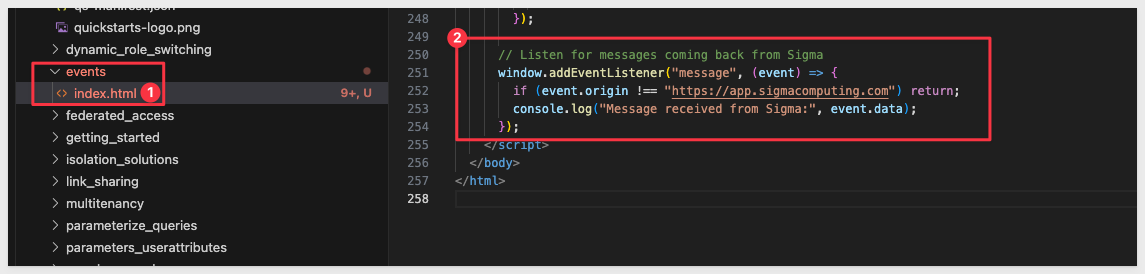 qs-manifest.json
quickstarts-logo.png
dynamic_role_switching
events
index.html 1 9+, U
federated_access
getting_started
isolation_solutions
link_sharing
multitenancy
parameterize_queries
parameters_userattributes
248 });
249
2
250 // Listen for messages coming back from Sigma
251 window.addEventListener("message", (event) => {
252 if (event.origin !== "https://app.sigmacomputing.com") return;
253 console.log("Message received from Sigma:", event.data);
254 });
255 </script>
256 </body>
257 </html>
258